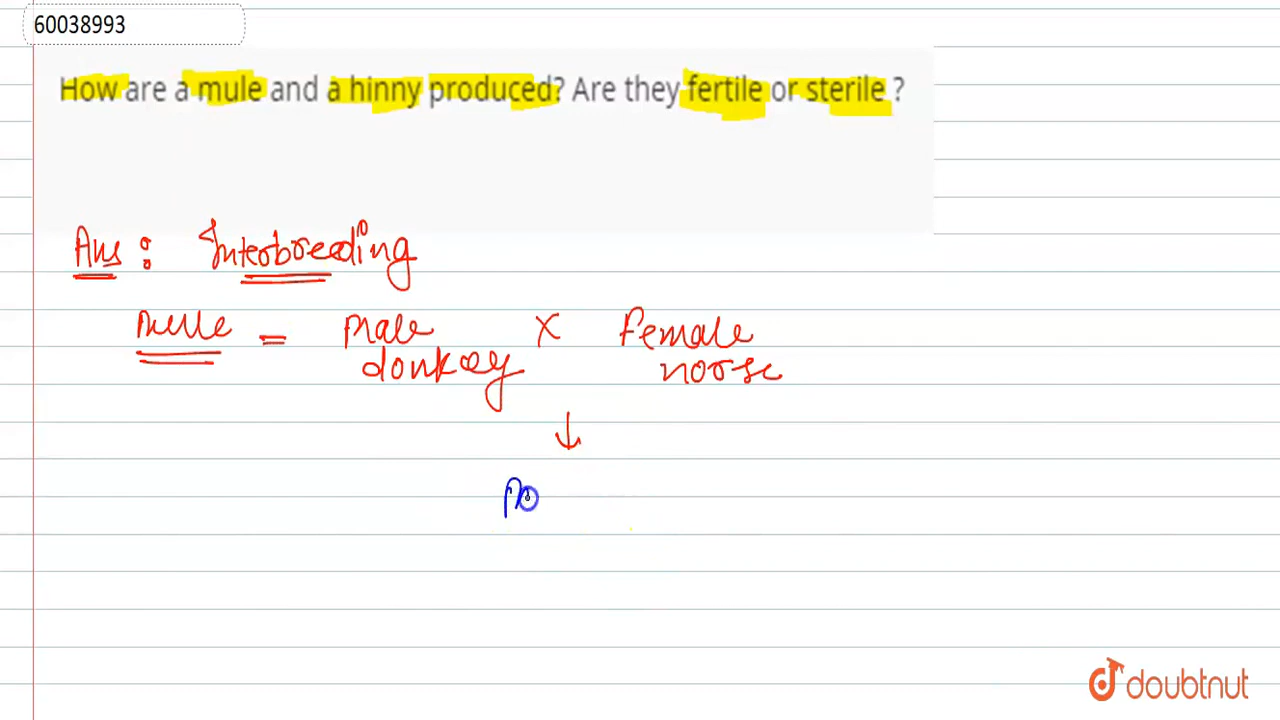 60038993
How are a mule and a hinny produced? Are they fertile or sterile ?
Ans : Interbreeding
mule = male donkey X female horse
↓
doubtnut